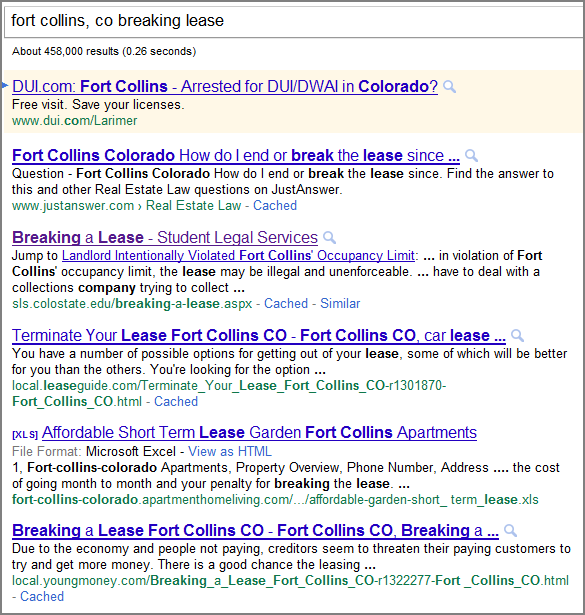 fort collins, co breaking lease
About 458,000 results (0.26 seconds)
DUI.com: Fort Collins - Arrested for DUI/DWAI in Colorado?
Free visit. Save your licenses.
www.dui.com/Larimer
Fort Collins Colorado How do I end or break the lease since ...
Question - Fort Collins Colorado How do I end or break the lease since. Find the answer to
this and other Real Estate Law questions on JustAnswer.
www.justanswer.com › Real Estate Law - Cached
Breaking a Lease - Student Legal Services
Jump to Landlord Intentionally Violated Fort Collins' Occupancy Limit: ... in violation of Fort
Collins' occupancy limit, the lease may be illegal and unenforceable. ... have to deal with a
collections company trying to collect ...
sls.colostate.edu/breaking-a-lease.aspx - Cached - Similar
Terminate Your Lease Fort Collins CO - Fort Collins CO, car lease ...
You have a number of possible options for getting out of your lease, some of which will be better
for you than the others. You're looking for the option ...
local.leaseguide.com/Terminate_Your_Lease_Fort_Collins_CO-r1301870-
Fort_Collins_CO.html - Cached
[XLS] Affordable Short Term Lease Garden Fort Collins Apartments
File Format: Microsoft Excel - View as HTML
1, Fort-collins-colorado Apartments, Property Overview, Phone Number, Address .... the cost
of going month to month and your penalty for breaking the lease. ...
fort-collins-colorado.apartmenthomeliving.com/.../affordable-garden-short_ term_lease.xls
Breaking a Lease Fort Collins CO - Fort Collins CO, Breaking a ...
Due to the economy and people not paying, creditors seem to threaten their paying customers to
try and get more money. There is a good chance the leasing ...
local.youngmoney.com/Breaking_a_Lease_Fort_Collins_CO-r1322277-Fort _Collins_CO.html
- Cached